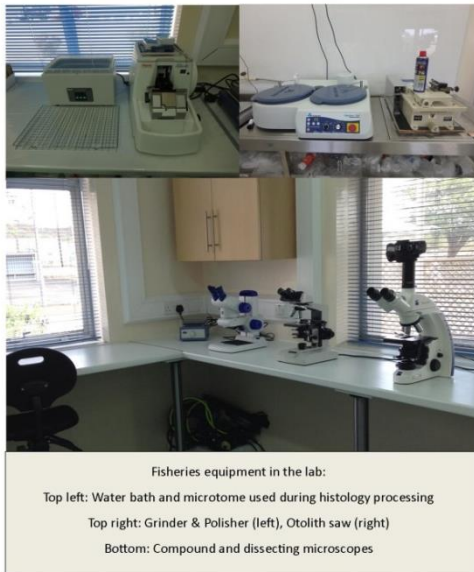 Fisheries equipment in the lab:
Top left: Water bath and microtome used during histology processing
Top right: Grinder & Polisher (left), Otolith saw (right)
Bottom: Compound and dissecting microscopes